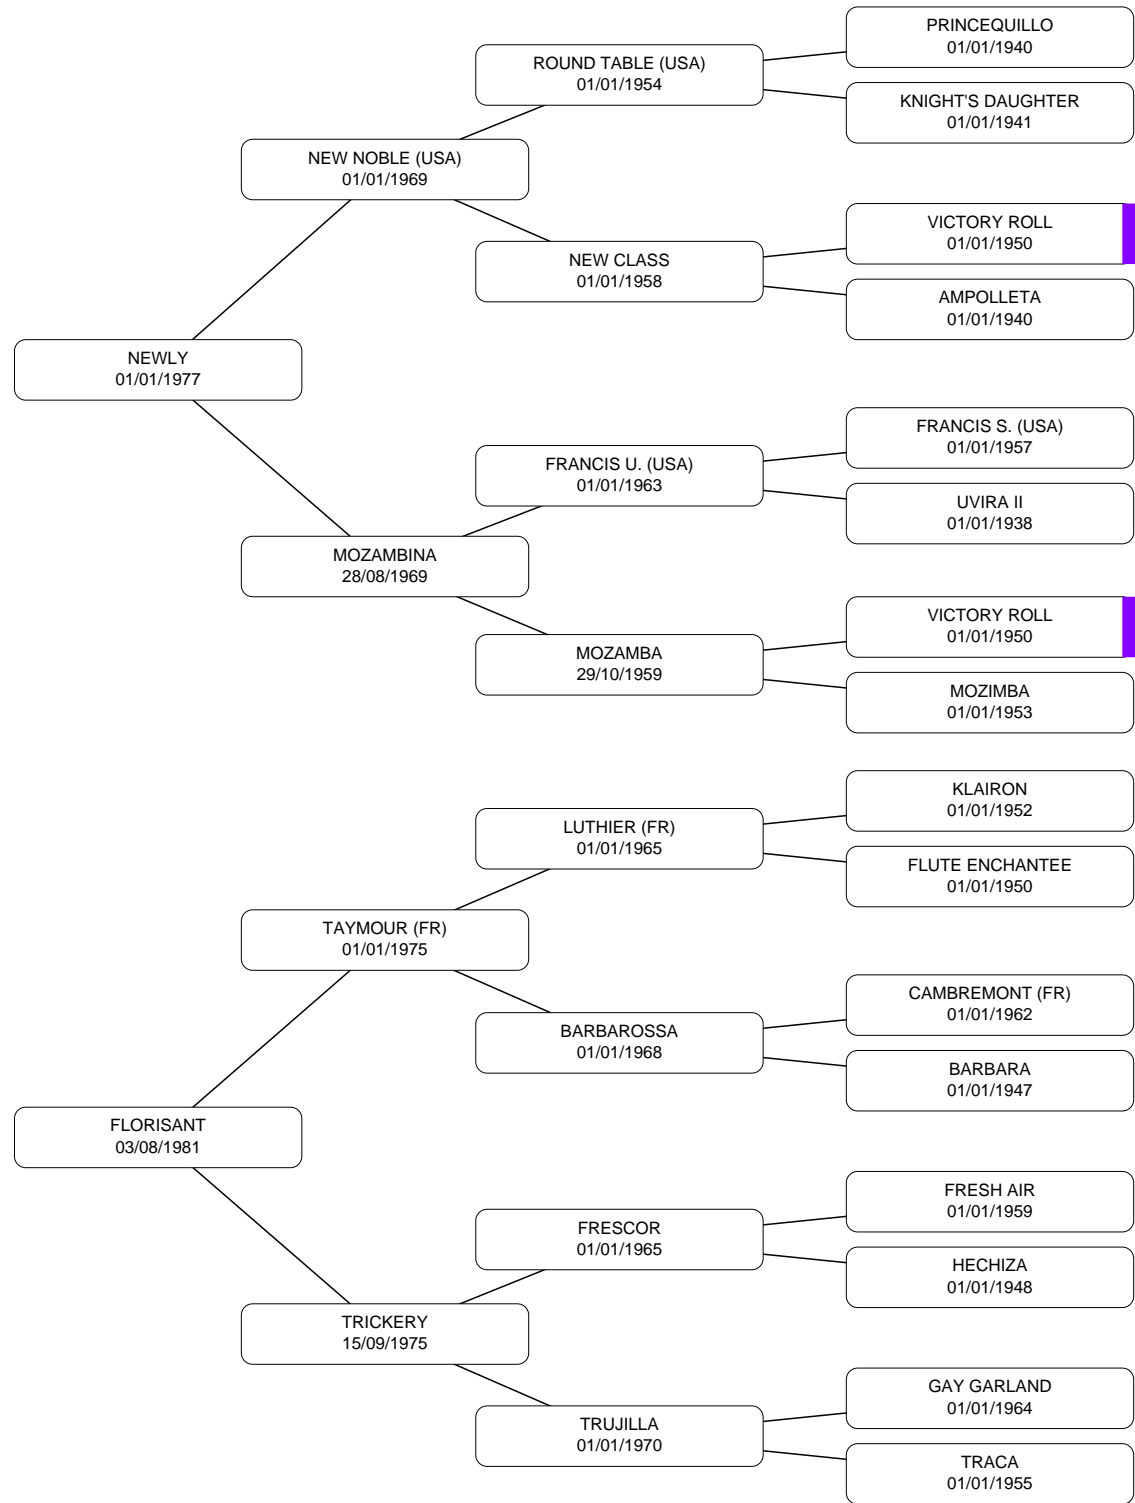 PRINCEQUILLO
01/01/1940
ROUND TABLE (USA)
01/01/1954
KNIGHT'S DAUGHTER
01/01/1941
NEW NOBLE (USA)
01/01/1969
VICTORY ROLL
01/01/1950
NEW CLASS
01/01/1958
AMPOLLETA
01/01/1940
NEWLY
01/01/1977
FRANCIS S. (USA)
01/01/1957
FRANCIS U. (USA)
01/01/1963
UVIRA II
01/01/1938
MOZAMBINA
28/08/1969
VICTORY ROLL
01/01/1950
MOZAMBA
29/10/1959
MOZIMBA
01/01/1953
KLAIRON
01/01/1952
LUTHIER (FR)
01/01/1965
FLUTE ENCHANTEE
01/01/1950
TAYMOUR (FR)
01/01/1975
CAMBREMONT (FR)
01/01/1962
BARBAROSSA
01/01/1968
BARBARA
01/01/1947
FLORISANT
03/08/1981
FRESH AIR
01/01/1959
FRESCOR
01/01/1965
HECHIZA
01/01/1948
TRICKERY
15/09/1975
GAY GARLAND
01/01/1964
TRUJILLA
01/01/1970
TRACA
01/01/1955